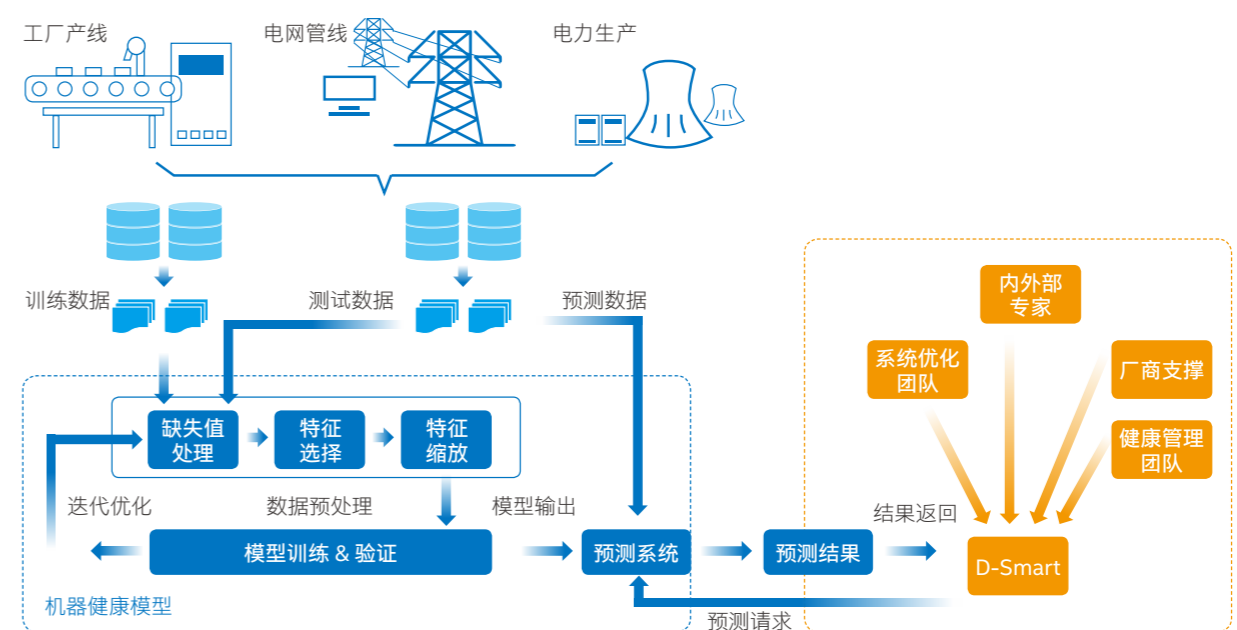 工厂产线
电网管线
电力生产
训练数据
测试数据
预测数据
内外部
专家
系统优化
团队
厂商支撑
健康管理
团队
缺失值
处理
特征
选择
特征
缩放
迭代优化
数据预处理
模型输出
结果返回
模型训练 & 验证
预测系统
预测结果
D-Smart
机器健康模型
预测请求